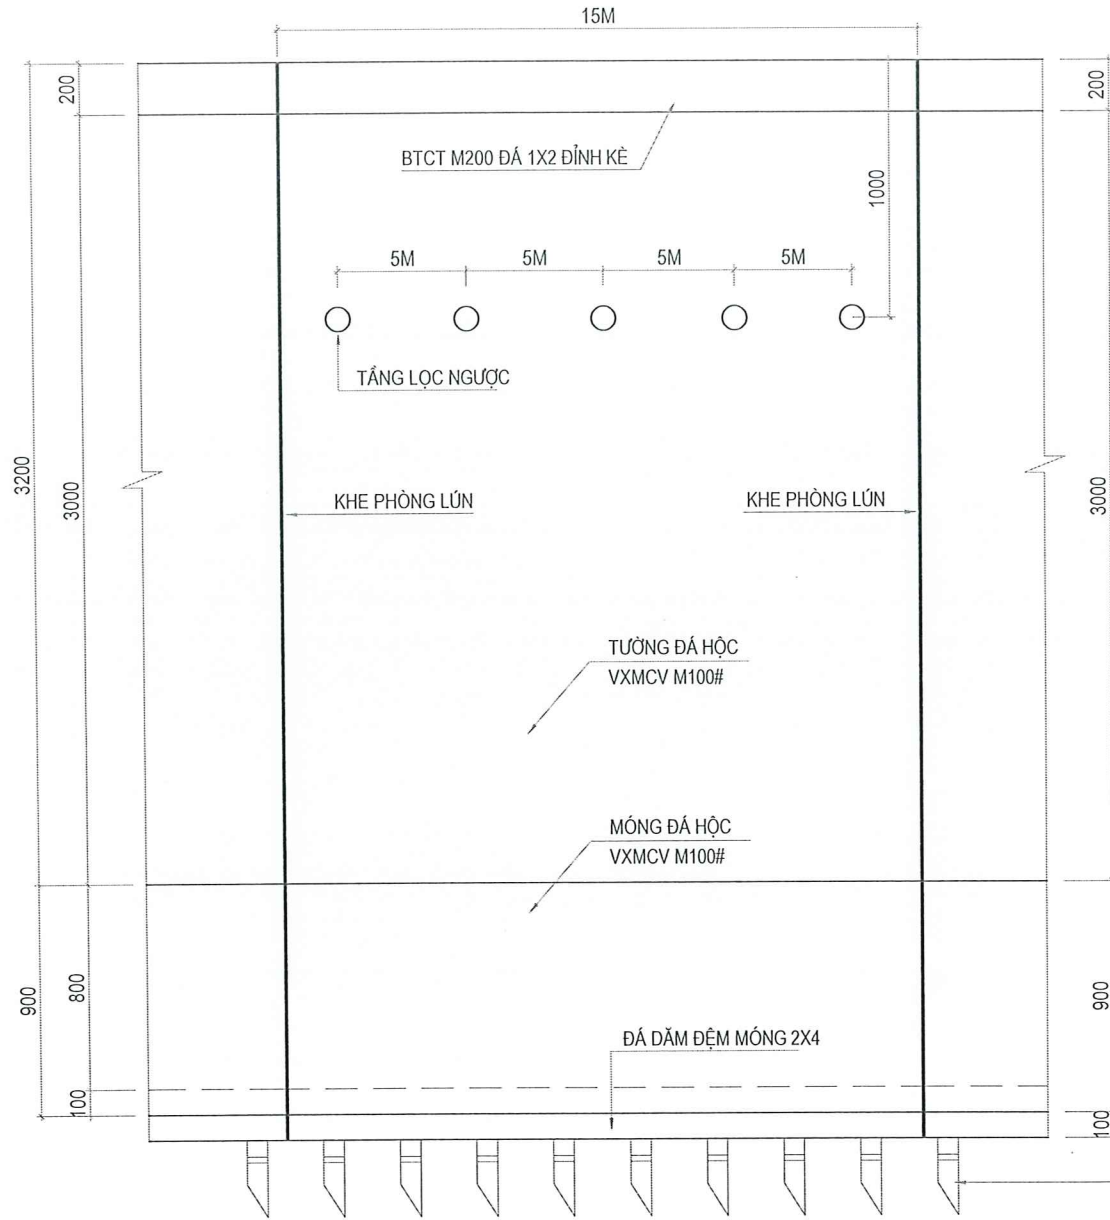 15M
200
200
BTCT M200 ĐÁ 1X2 ĐỈNH KÈ
1000
5M
5M
5M
5M
TẦNG LỌC NGƯỢC
3200
3000
KHE PHÒNG LÚN
KHE PHÒNG LÚN
3000
TƯỜNG ĐÁ HỘC
VXMCV M100#
MÓNG ĐÁ HỘC
VXMCV M100#
900
800
900
ĐÁ DĂM ĐỆM MÓNG 2X4
100
100